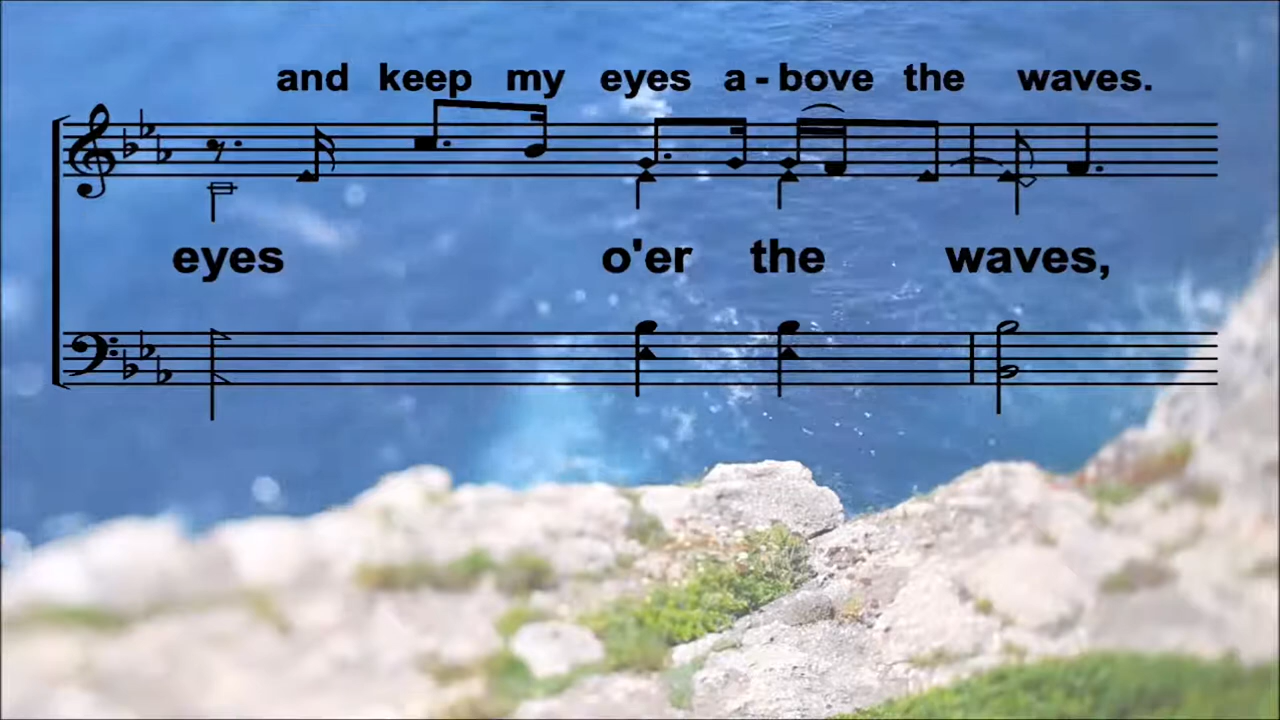 and keep my eyes a - bove the waves.
eyes o'er the waves,